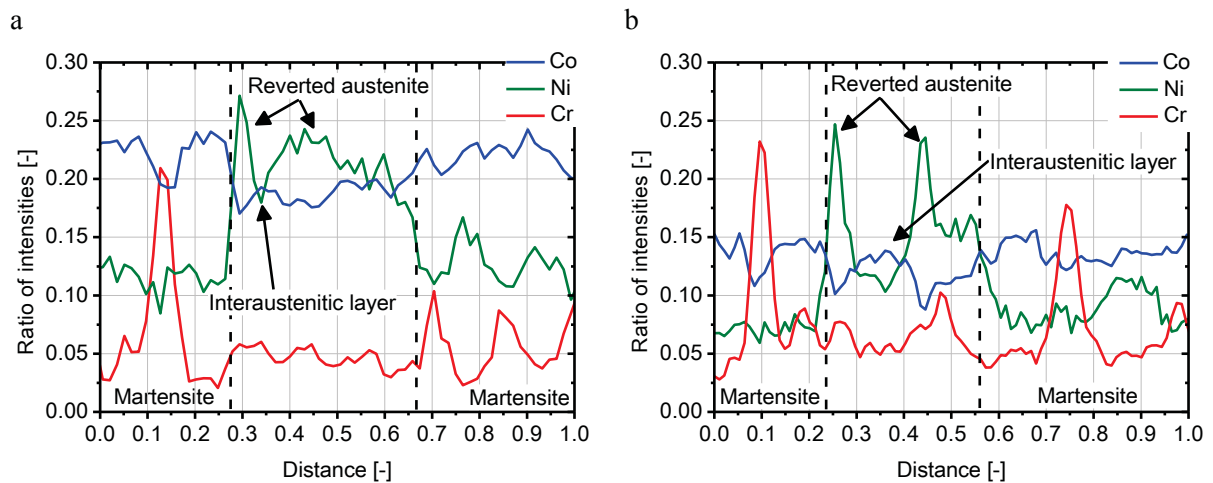 a
0.30
0.25
0.20
0.15
0.10
0.05
0.00
Ratio of intensities [-]
Co
Ni
Cr
Reverted austenite
Interaustenitic layer
Martensite
Martensite
0.0 0.1 0.2 0.3 0.4 0.5 0.6 0.7 0.8 0.9 1.0
Distance [-]
b
0.30
0.25
0.20
0.15
0.10
0.05
0.00
Ratio of intensities [-]
Co
Ni
Cr
Reverted austenite
Interaustenitic layer
Martensite
Martensite
0.0 0.1 0.2 0.3 0.4 0.5 0.6 0.7 0.8 0.9 1.0
Distance [-]